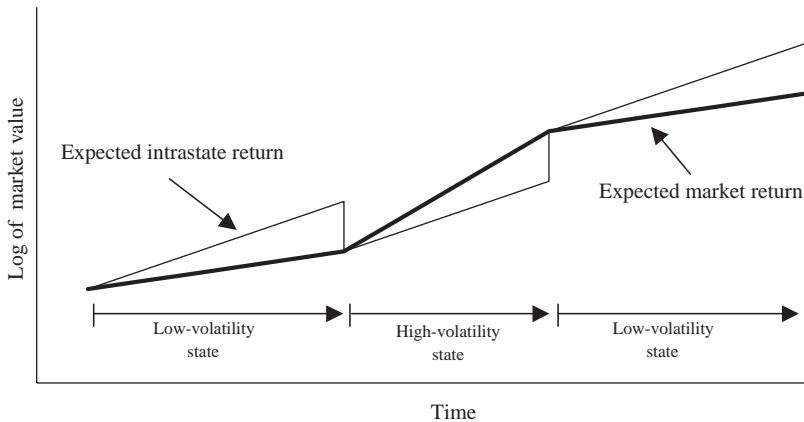 Log of market value
Expected intrastate return
Expected market return
Low-volatility
state
High-volatility
state
Low-volatility
state
Time